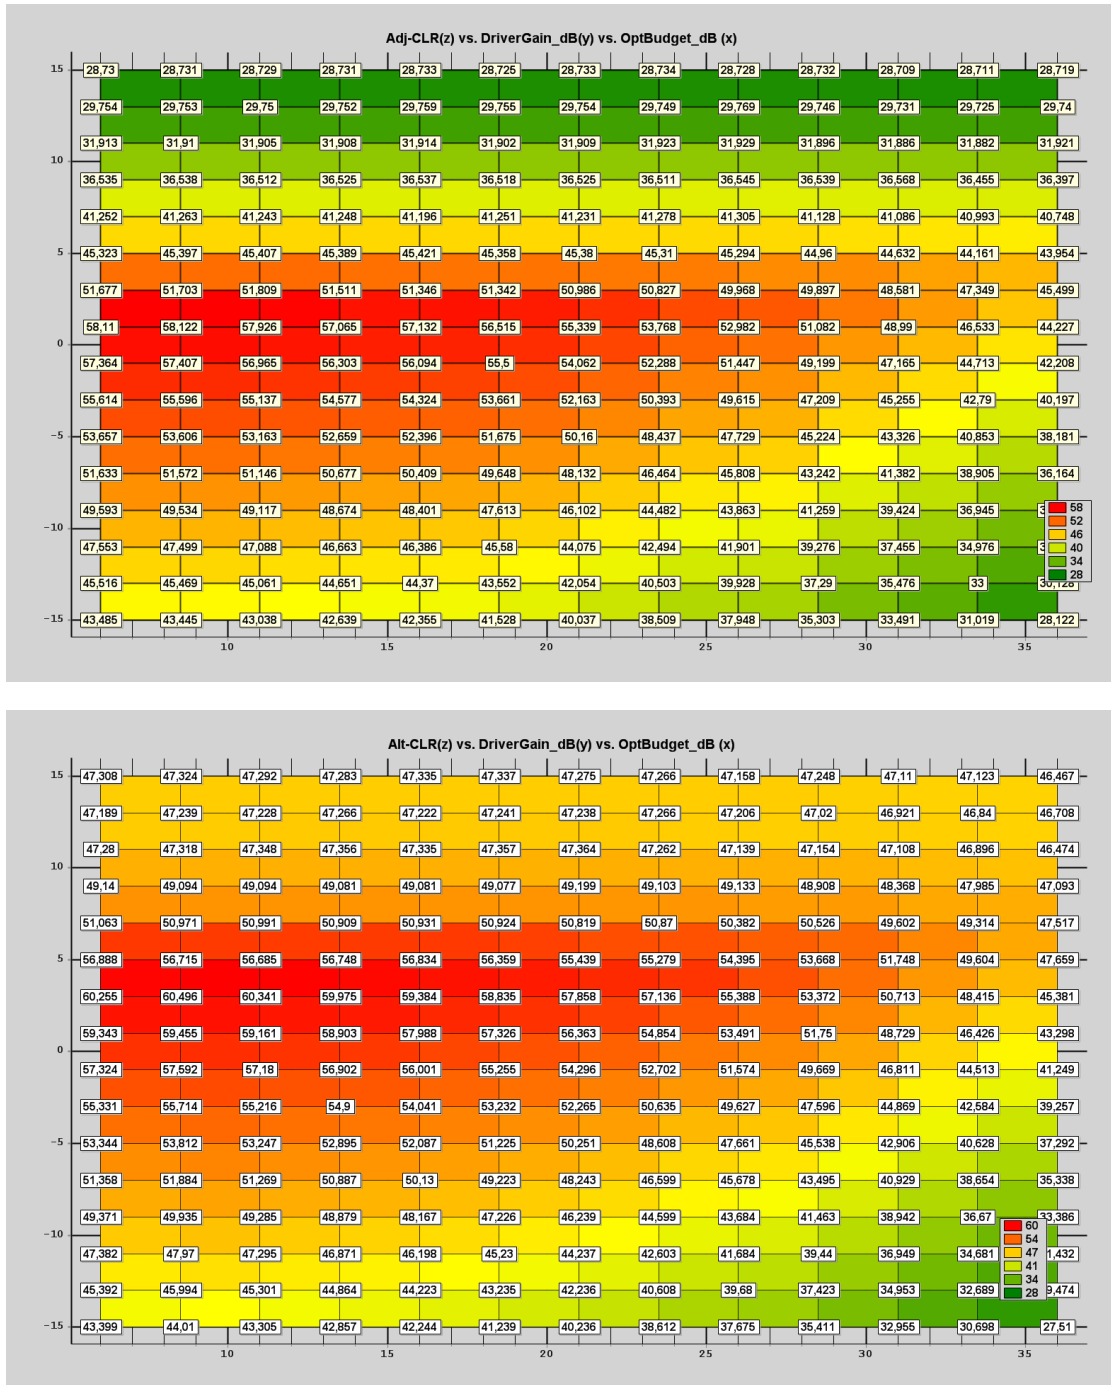 Adj-CLR(z) vs. DriverGain_dB(y) vs. OptBudget_dB (x)
15 28,73 28,731 28,729 28,731 28,733 28,725 28,733 28,734 28,728 28,732 28,709 28,711 28,719
29,754 29,753 29,75 29,752 29,759 29,755 29,754 29,749 29,769 29,746 29,731 29,725 29,74
31,913 31,91 31,905 31,908 31,914 31,902 31,909 31,923 31,929 31,896 31,886 31,882 31,921
10
36,535 36,538 36,512 36,525 36,537 36,518 36,525 36,511 36,545 36,539 36,568 36,455 36,397
41,252 41,263 41,243 41,248 41,196 41,251 41,231 41,278 41,305 41,128 41,086 40,993 40,748
5 45,323 45,397 45,407 45,389 45,421 45,358 45,38 45,31 45,294 44,96 44,632 44,161 43,954
51,677 51,703 51,809 51,511 51,346 51,342 50,986 50,827 49,968 49,897 48,581 47,349 45,499
58,11 58,122 57,926 57,065 57,132 56,515 55,339 53,768 52,982 51,082 48,99 46,533 44,227
0
57,364 57,407 56,965 56,303 56,094 55,5 54,062 52,288 51,447 49,199 47,165 44,713 42,208
55,614 55,596 55,137 54,577 54,324 53,661 52,163 50,393 49,615 47,209 45,255 42,79 40,197
-5 53,657 53,606 53,163 52,659 52,396 51,675 50,16 48,437 47,729 45,224 43,326 40,853 38,181
51,633 51,572 51,146 50,677 50,409 49,648 48,132 46,464 45,808 43,242 41,382 38,905 36,164
49,593 49,534 49,117 48,674 48,401 47,613 46,102 44,482 43,863 41,259 39,424 36,945
-10
47,553 47,499 47,088 46,663 46,386 45,58 44,075 42,494 41,901 39,276 37,455 34,976
45,516 45,469 45,061 44,651 44,37 43,552 42,054 40,503 39,928 37,29 35,476 33 30,128
-15 43,485 43,445 43,038 42,639 42,355 41,528 40,037 38,509 37,948 35,303 33,491 31,019 28,122
58
52
46
40
34
28
10 15 20 25 30 35
Alt-CLR(z) vs. DriverGain_dB(y) vs. OptBudget_dB (x)
15 47,308 47,324 47,292 47,283 47,335 47,337 47,275 47,266 47,158 47,248 47,11 47,123 46,467
47,189 47,239 47,228 47,266 47,222 47,241 47,238 47,266 47,206 47,02 46,921 46,84 46,708
47,28 47,318 47,348 47,356 47,335 47,357 47,364 47,262 47,139 47,154 47,108 46,896 46,474
10
49,14 49,094 49,094 49,081 49,081 49,077 49,199 49,103 49,133 48,908 48,368 47,985 47,093
51,063 50,971 50,991 50,909 50,931 50,924 50,819 50,87 50,382 50,526 49,602 49,314 47,517
5 56,888 56,715 56,685 56,748 56,834 56,359 55,439 55,279 54,395 53,668 51,748 49,604 47,659
60,255 60,496 60,341 59,975 59,384 58,835 57,858 57,136 55,388 53,372 50,713 48,415 45,381
59,343 59,455 59,161 58,903 57,988 57,326 56,363 54,854 53,491 51,75 48,729 46,426 43,298
0
57,324 57,592 57,18 56,902 56,001 55,255 54,296 52,702 51,574 49,669 46,811 44,513 41,249
55,331 55,714 55,216 54,9 54,041 53,232 52,265 50,635 49,627 47,596 44,869 42,584 39,257
-5 53,344 53,812 53,247 52,895 52,087 51,225 50,251 48,608 47,661 45,538 42,906 40,628 37,292
51,358 51,884 51,269 50,887 50,13 49,223 48,243 46,599 45,678 43,495 40,929 38,654 35,338
49,371 49,935 49,285 48,879 48,167 47,226 46,239 44,599 43,684 41,463 38,942 36,67 33,386
-10
47,382 47,97 47,295 46,871 46,198 45,23 44,237 42,603 41,684 39,44 36,949 34,681 1,432
45,392 45,994 45,301 44,864 44,223 43,235 42,236 40,608 39,68 37,423 34,953 32,689 9,474
-15 43,399 44,01 43,305 42,857 42,244 41,239 40,236 38,612 37,675 35,411 32,955 30,698 27,51
60
54
47
41
34
28
10 15 20 25 30 35